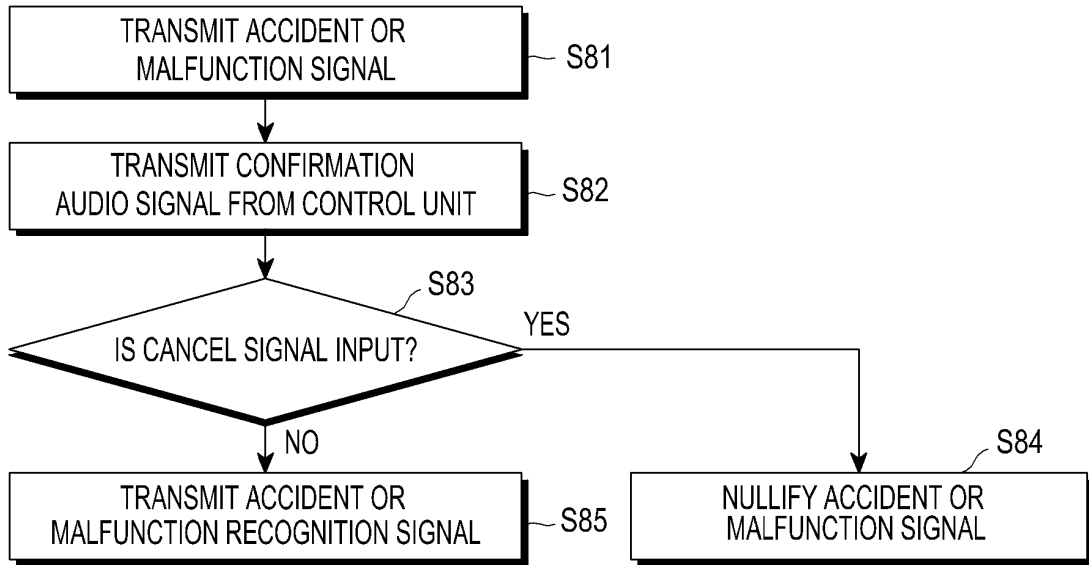 TRANSMIT ACCIDENT OR
MALFUNCTION SIGNAL
S81
TRANSMIT CONFIRMATION
AUDIO SIGNAL FROM CONTROL UNIT
S82
S83
IS CANCEL SIGNAL INPUT?
YES
NO
TRANSMIT ACCIDENT OR
MALFUNCTION RECOGNITION SIGNAL
S85
S84
NULLIFY ACCIDENT OR
MALFUNCTION SIGNAL